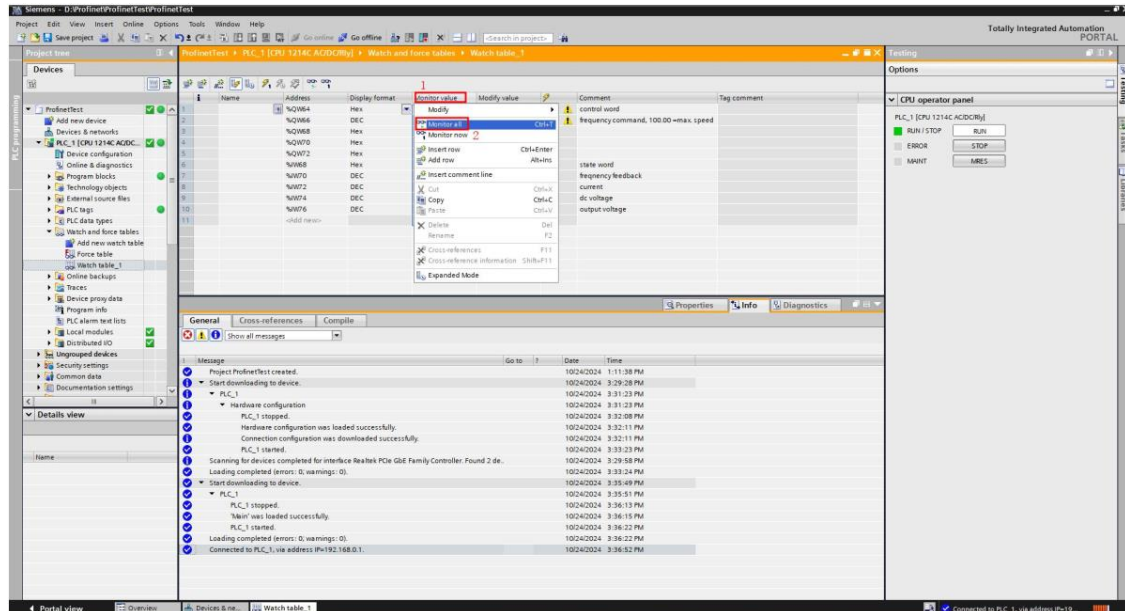 Siemens - D:\Profinet\ProfinetTest\ProfinetTest
Project Edit View Insert Online Options Tools Window Help
Save project Go online Go offline <Search in project>
Totally Integrated Automation
PORTAL
Project tree
ProfinetTest PLC_1 [CPU 1214C AC/DC/Rly] Watch and force tables Watch table_1
Testing
Devices
Options
1
i Name Address Display format Monitor value Modify value Comment Tag comment
1 %QW64 Hex control word
2 %QW66 DEC frequency command, 100.00 =max. speed
3 %QW68 Hex
4 %QW70 Hex
5 %QW72 Hex
6 %IW68 Hex state word
7 %IW70 DEC freqnency feedback
8 %IW72 DEC current
9 %IW74 DEC dc voltage
10 %IW76 DEC output voltage
11 <Add new>
Modify
Monitor all Ctrl+T
Monitor now 2
Insert row Ctrl+Enter
Add row Alt+Ins
Insert comment line
Cut Ctrl+X
Copy Ctrl+C
Paste Ctrl+V
Delete Del
Rename F2
Cross-references F11
Cross-reference information Shift+F11
Expanded Mode
ProfinetTest
Add new device
Devices & networks
PLC_1 [CPU 1214C AC/DC...
Device configuration
Online & diagnostics
Program blocks
Technology objects
External source files
PLC tags
PLC data types
Watch and force tables
Add new watch table
Force table
Watch table_1
Online backups
Traces
Device proxy data
Program info
PLC alarm text lists
Local modules
Distributed I/O
Ungrouped devices
Security settings
Common data
Documentation settings
Details view
Name
PLC programming
CPU operator panel
PLC_1 [CPU 1214C AC/DC/Rly]
RUN / STOP RUN
ERROR STOP
MAINT MRES
Testing
Tasks
Libraries
Properties Info Diagnostics
General Cross-references Compile
Show all messages
! Message Go to ? Date Time
Project ProfinetTest created. 10/24/2024 1:11:38 PM
Start downloading to device. 10/24/2024 3:29:28 PM
PLC_1 10/24/2024 3:31:23 PM
Hardware configuration 10/24/2024 3:31:23 PM
PLC_1 stopped. 10/24/2024 3:32:08 PM
Hardware configuration was loaded successfully. 10/24/2024 3:32:11 PM
Connection configuration was downloaded successfully. 10/24/2024 3:32:11 PM
PLC_1 started. 10/24/2024 3:33:23 PM
Scanning for devices completed for interface Realtek PCIe GbE Family Controller. Found 2 de.. 10/24/2024 3:29:58 PM
Loading completed (errors: 0; warnings: 0). 10/24/2024 3:33:24 PM
Start downloading to device. 10/24/2024 3:35:49 PM
PLC_1 10/24/2024 3:35:51 PM
PLC_1 stopped. 10/24/2024 3:36:13 PM
'Main' was loaded successfully. 10/24/2024 3:36:15 PM
PLC_1 started. 10/24/2024 3:36:22 PM
Loading completed (errors: 0; warnings: 0). 10/24/2024 3:36:22 PM
Connected to PLC_1, via address IP=192.168.0.1. 10/24/2024 3:36:52 PM
Portal view Overview Devices & ne... Watch table_1 Connected to PLC_1, via address IP=19...